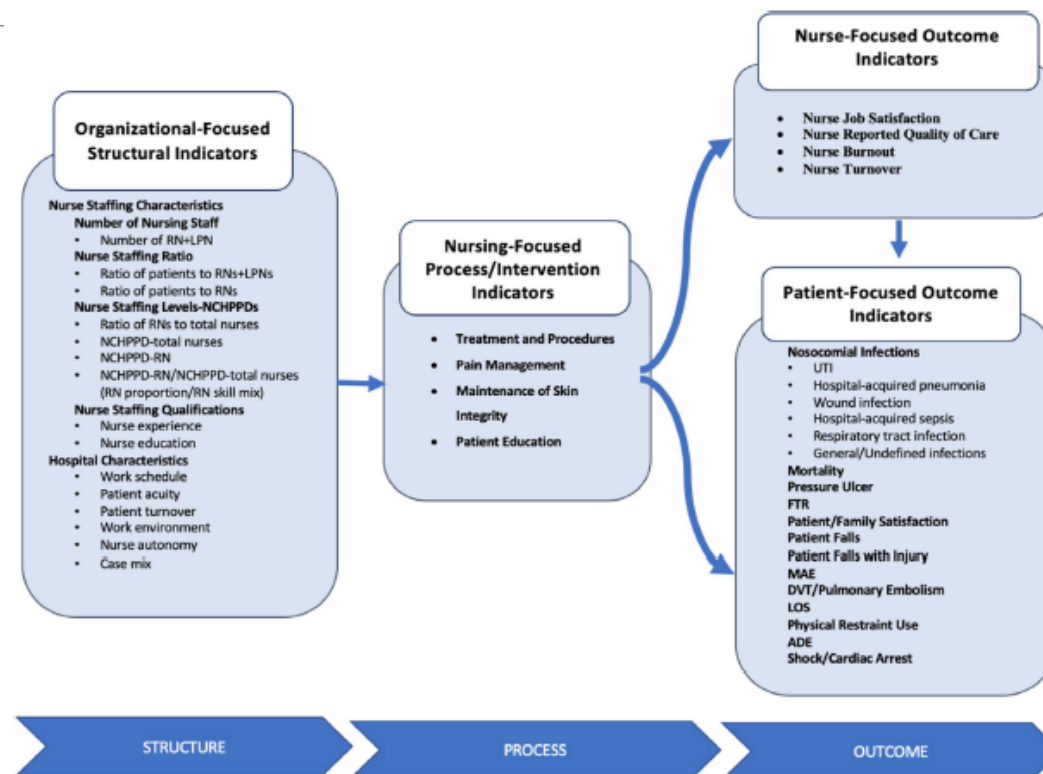 Organizational-Focused
Structural Indicators
Nurse Staffing Characteristics
Number of Nursing Staff
• Number of RN+LPN
Nurse Staffing Ratio
• Ratio of patients to RNs+LPNs
• Ratio of patients to RNs
Nurse Staffing Levels-NCHPPDs
• Ratio of RNs to total nurses
• NCHPPD-total nurses
• NCHPPD-RN
• NCHPPD-RN/NCHPPD-total nurses
(RN proportion/RN skill mix)
Nurse Staffing Qualifications
• Nurse experience
• Nurse education
Hospital Characteristics
• Work schedule
• Patient acuity
• Patient turnover
• Work environment
• Nurse autonomy
• Case mix
Nursing-Focused
Process/Intervention
Indicators
• Treatment and Procedures
• Pain Management
• Maintenance of Skin
Integrity
• Patient Education
Nurse-Focused Outcome
Indicators
• Nurse Job Satisfaction
• Nurse Reported Quality of Care
• Nurse Burnout
• Nurse Turnover
Patient-Focused Outcome
Indicators
Nosocomial Infections
• UTI
• Hospital-acquired pneumonia
• Wound infection
• Hospital-acquired sepsis
• Respiratory tract infection
• General/Undefined infections
Mortality
Pressure Ulcer
FTR
Patient/Family Satisfaction
Patient Falls
Patient Falls with Injury
MAE
DVT/Pulmonary Embolism
LOS
Physical Restraint Use
ADE
Shock/Cardiac Arrest
STRUCTURE
PROCESS
OUTCOME